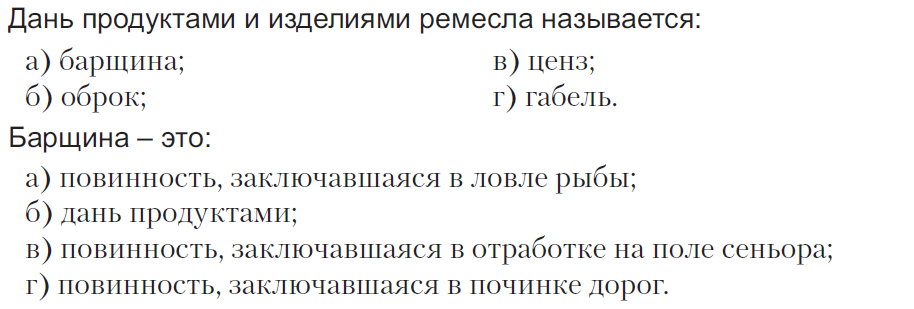 Дань продуктами и изделиями ремесла называется:
а) барщина; в) ценз;
б) оброк; г) габель.
Барщина – это:
а) повинность, заключавшаяся в ловле рыбы;
б) дань продуктами;
в) повинность, заключавшаяся в отработке на поле сеньора;
г) повинность, заключавшаяся в починке дорог.